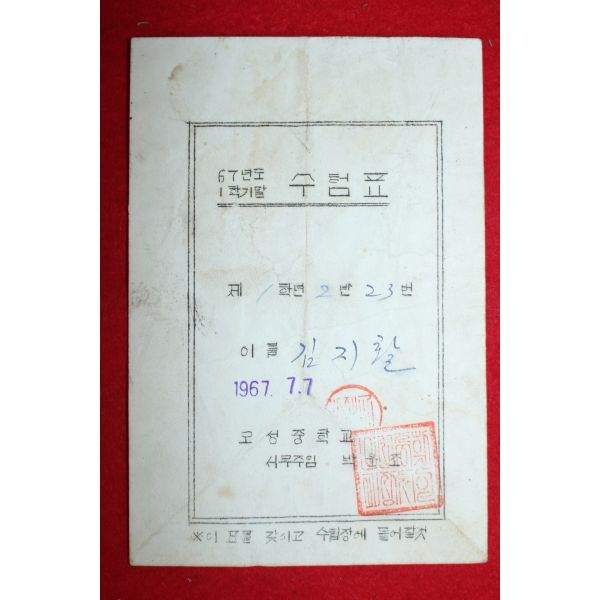 67년도
1학기말 수험표
제 1 학년 2 반 23 번
이름 김지활
1967. 7.7
고성중학교
서무주임 박
※이 표를 갖이고 수험장에 들어갈것